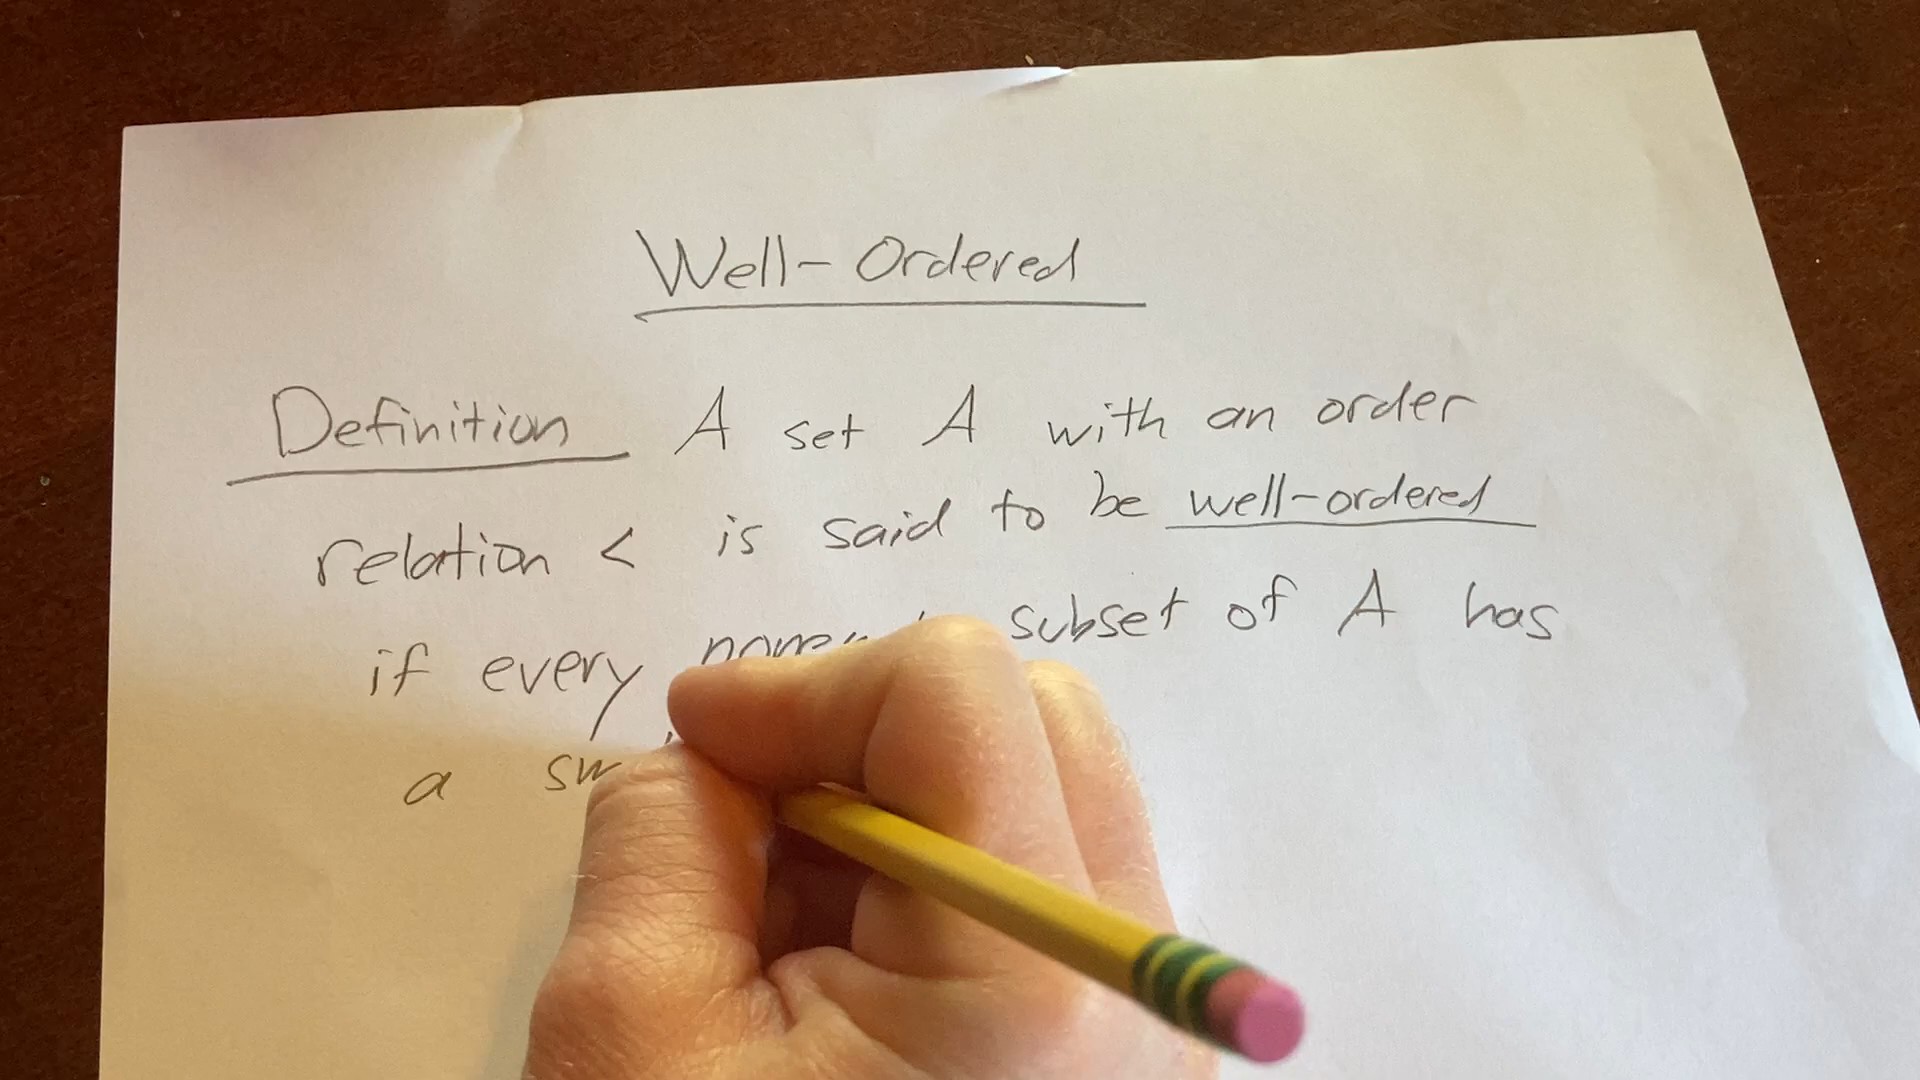 Well-Ordered
Definition A set A with an order
relation < is said to be well-ordered
if every subset of A has
a